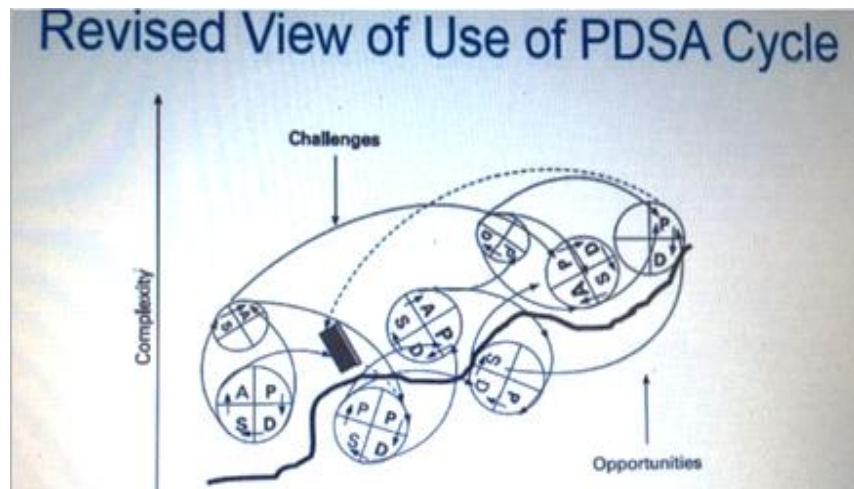 Revised View of Use of PDSA Cycle
Challenges
Complexity
P
D
D
P
S
A
A
P
S
D
S
D
P
A P
S D
P P
S D
Opportunities